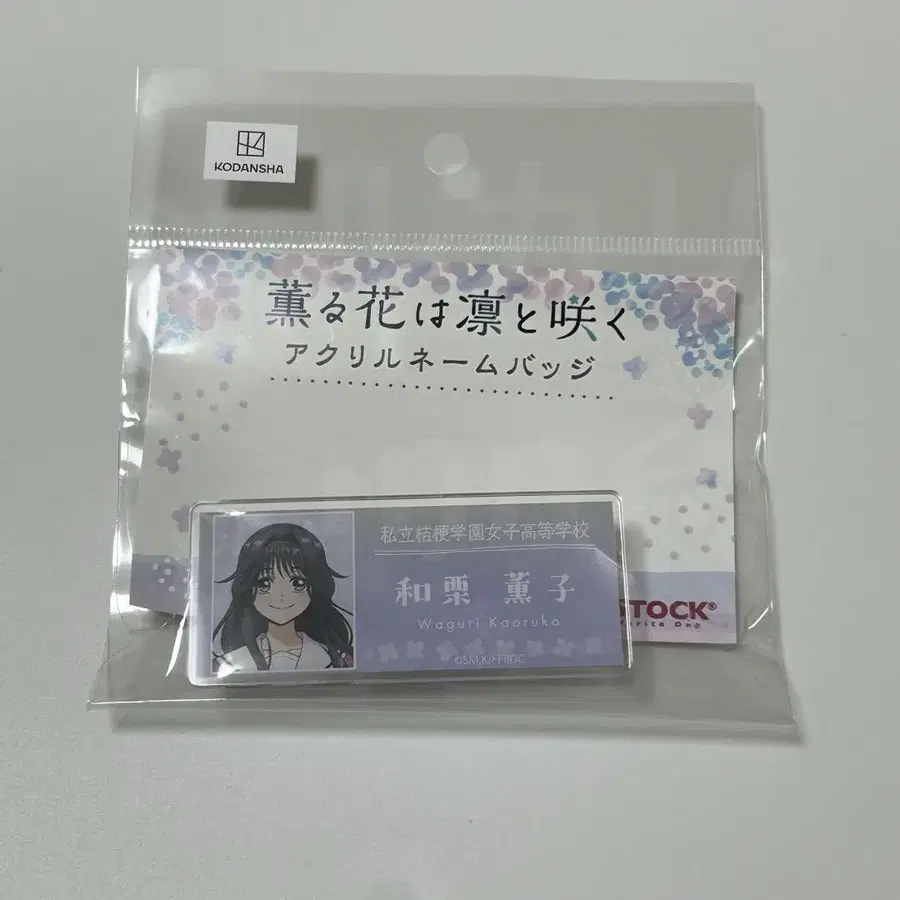 KODANSHA
薫る花は凛と咲く
アクリルネームバッジ
私立桔梗学園女子高等学校
和栗 薫子
Waguri Kaoruko
©SM,K/FFBDC
STOCK®